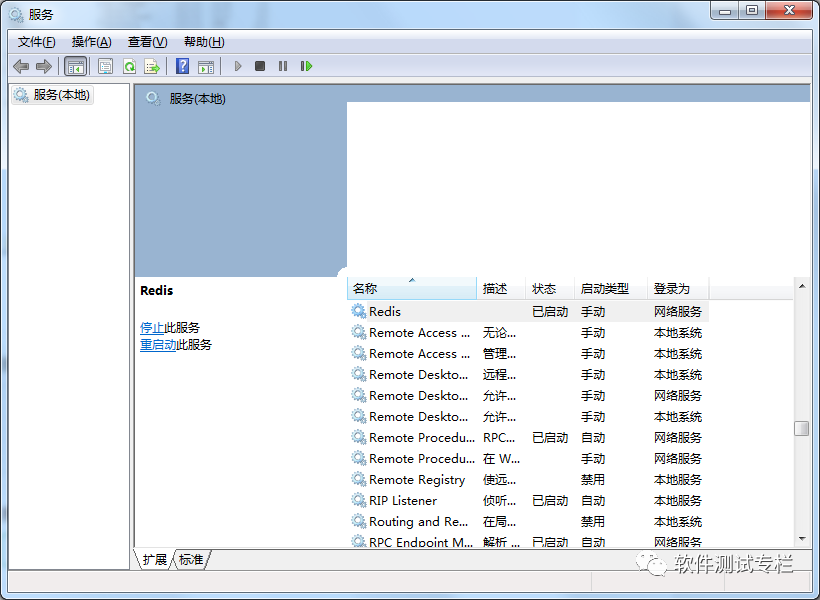 服务
文件(F) 操作(A) 查看(V) 帮助(H)
服务(本地)
服务(本地)
Redis
停止此服务
重启动此服务
名称 描述 状态 启动类型 登录为
Redis 已启动 手动 网络服务
Remote Access ... 无论... 手动 本地系统
Remote Access ... 管理... 手动 本地系统
Remote Deskto... 远程... 手动 本地系统
Remote Deskto... 允许... 手动 网络服务
Remote Deskto... 允许... 手动 本地系统
Remote Procedu... RPC... 已启动 自动 网络服务
Remote Procedu... 在 W... 手动 网络服务
Remote Registry 使远... 禁用 本地服务
RIP Listener 侦听... 已启动 自动 本地服务
Routing and Re... 在局... 禁用 本地系统
RPC Endpoint M... 解析 ... 已启动 自动 网络服务
扩展 标准
软件测试专栏